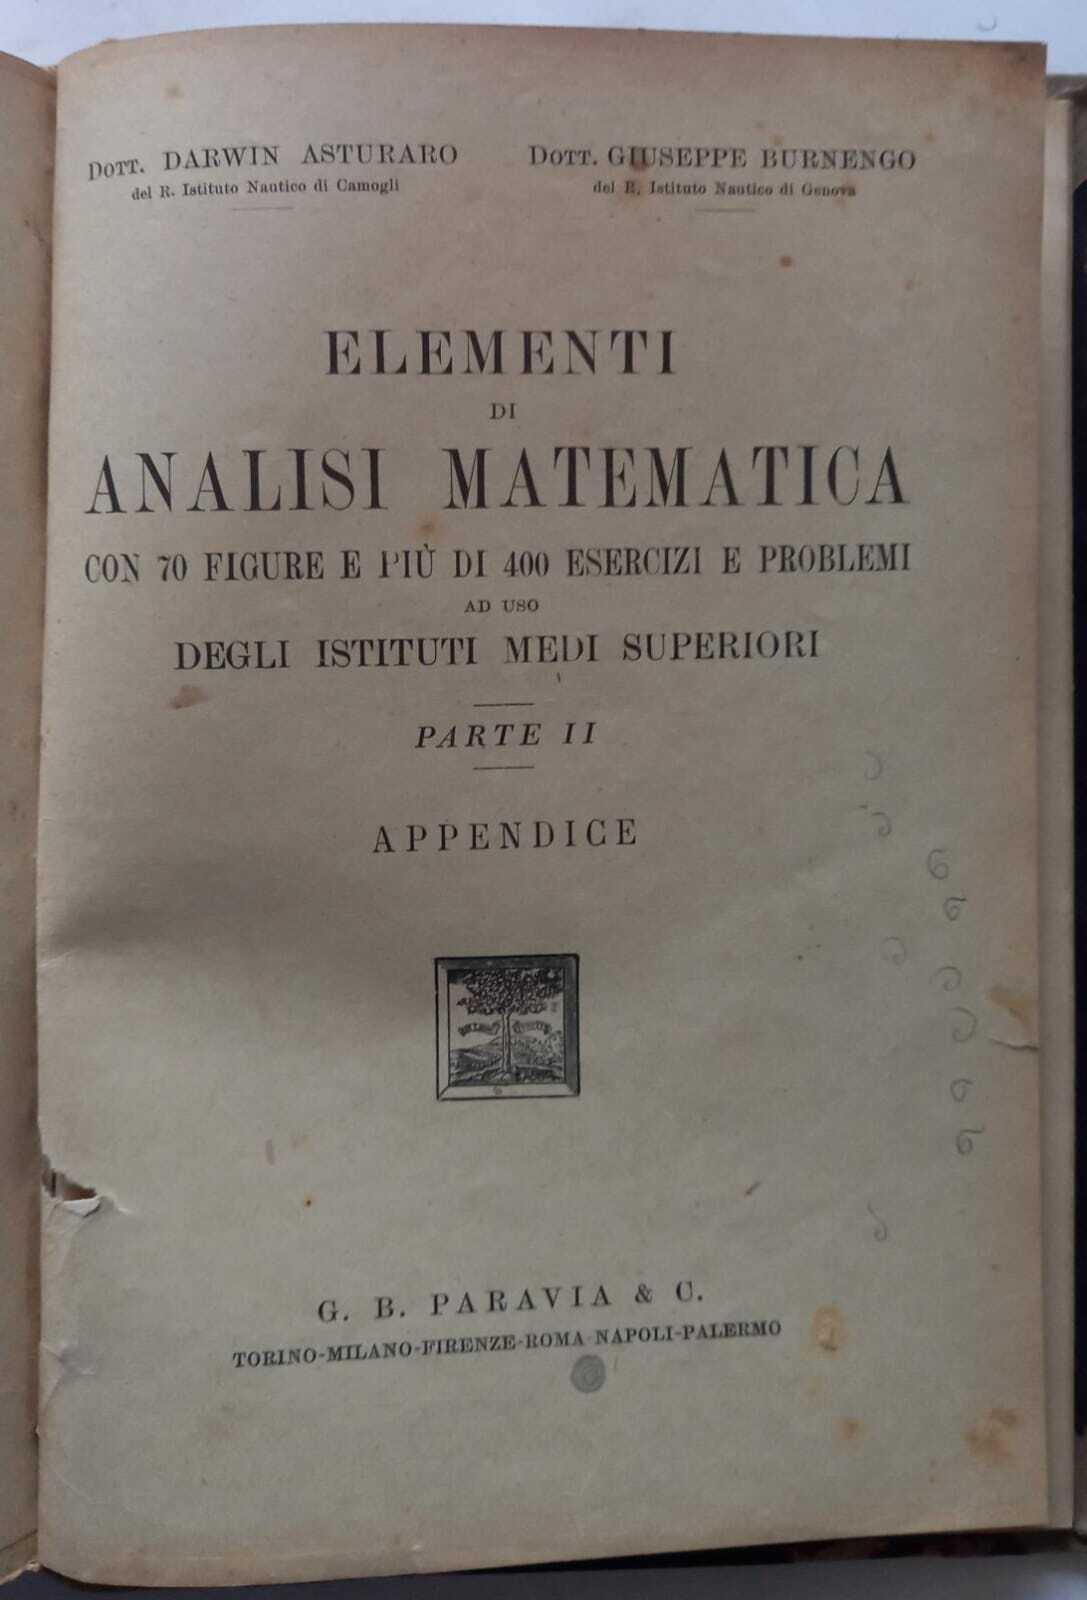 Dott. DARWIN ASTURARO
del R. Istituto Nautico di Camogli
Dott. GIUSEPPE BURNENGO
del R. Istituto Nautico di Genova
ELEMENTI
DI
ANALISI MATEMATICA
CON 70 FIGURE E PIÙ DI 400 ESERCIZI E PROBLEMI
AD USO
DEGLI ISTITUTI MEDI SUPERIORI
PARTE II
APPENDICE
G. B. PARAVIA & C.
TORINO-MILANO-FIRENZE-ROMA-NAPOLI-PALERMO